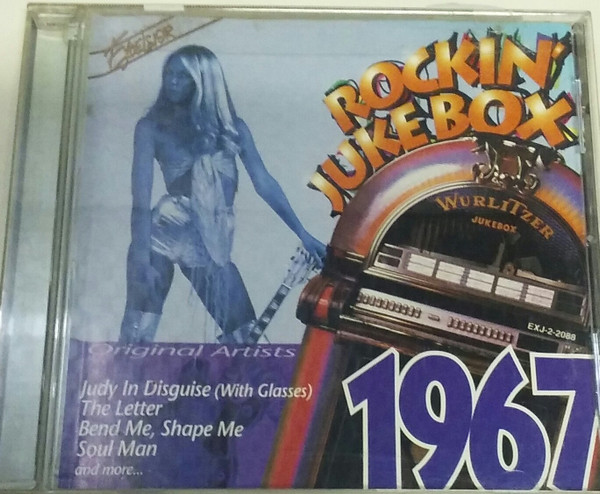 Excelsior
ROCKIN'
JUKEBOX
WURLITZER
JUKEBOX
EXJ-2-2088
Original Artists
Judy In Disguise (With Glasses)
The Letter
Bend Me, Shape Me
Soul Man
and more...
1967